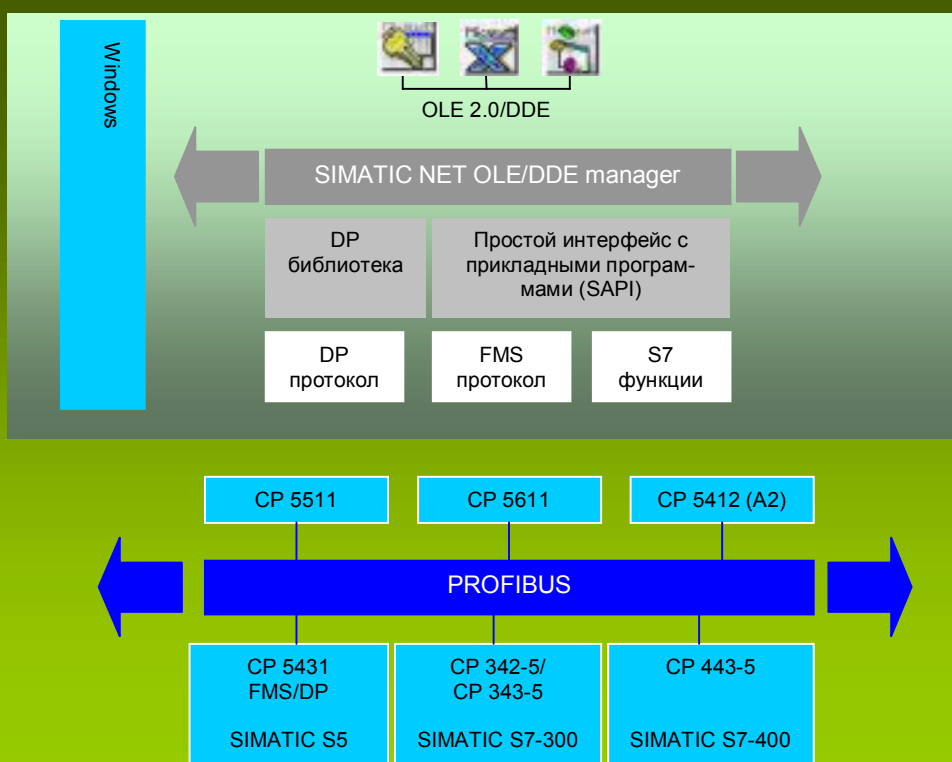 Windows
OLE 2.0/DDE
SIMATIC NET OLE/DDE manager
DP
библиотека
Простой интерфейс с
прикладными програм-
мами (SAPI)
DP
протокол
FMS
протокол
S7
функции
CP 5511
CP 5611
CP 5412 (A2)
PROFIBUS
CP 5431
FMS/DP
SIMATIC S5
CP 342-5/
CP 343-5
SIMATIC S7-300
CP 443-5
SIMATIC S7-400